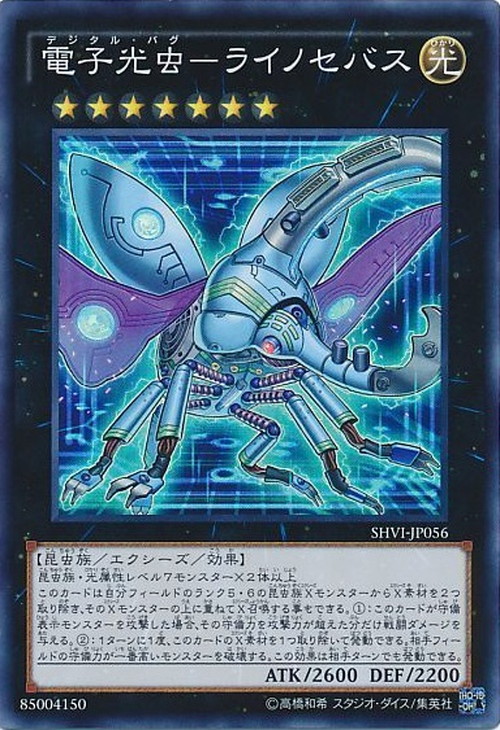 デジタル・バグ
電子光虫－ライノセバス
ひかり
光
SHVI-JP056
【昆虫族／エクシーズ／効果】
昆虫族・光属性レベル7モンスター×2体以上
このカードは自分フィールドのランク5・6の昆虫族XモンスターからX素材を2つ
取り除き、そのXモンスターの上に重ねてX召喚する事もできる。①：このカードが守備
表示モンスターを攻撃した場合、その守備力を攻撃力が超えた分だけ戦闘ダメージ
を与える。②：1ターンに1度、このカードのX素材を1つ取り除いて発動できる。相手フィー
ルドの守備力が一番高いモンスターを破壊する。この効果は相手ターンでも発動できる。
ATK/2600 DEF/2200
85004150
©高橋和希 スタジオ・ダイス/集英社